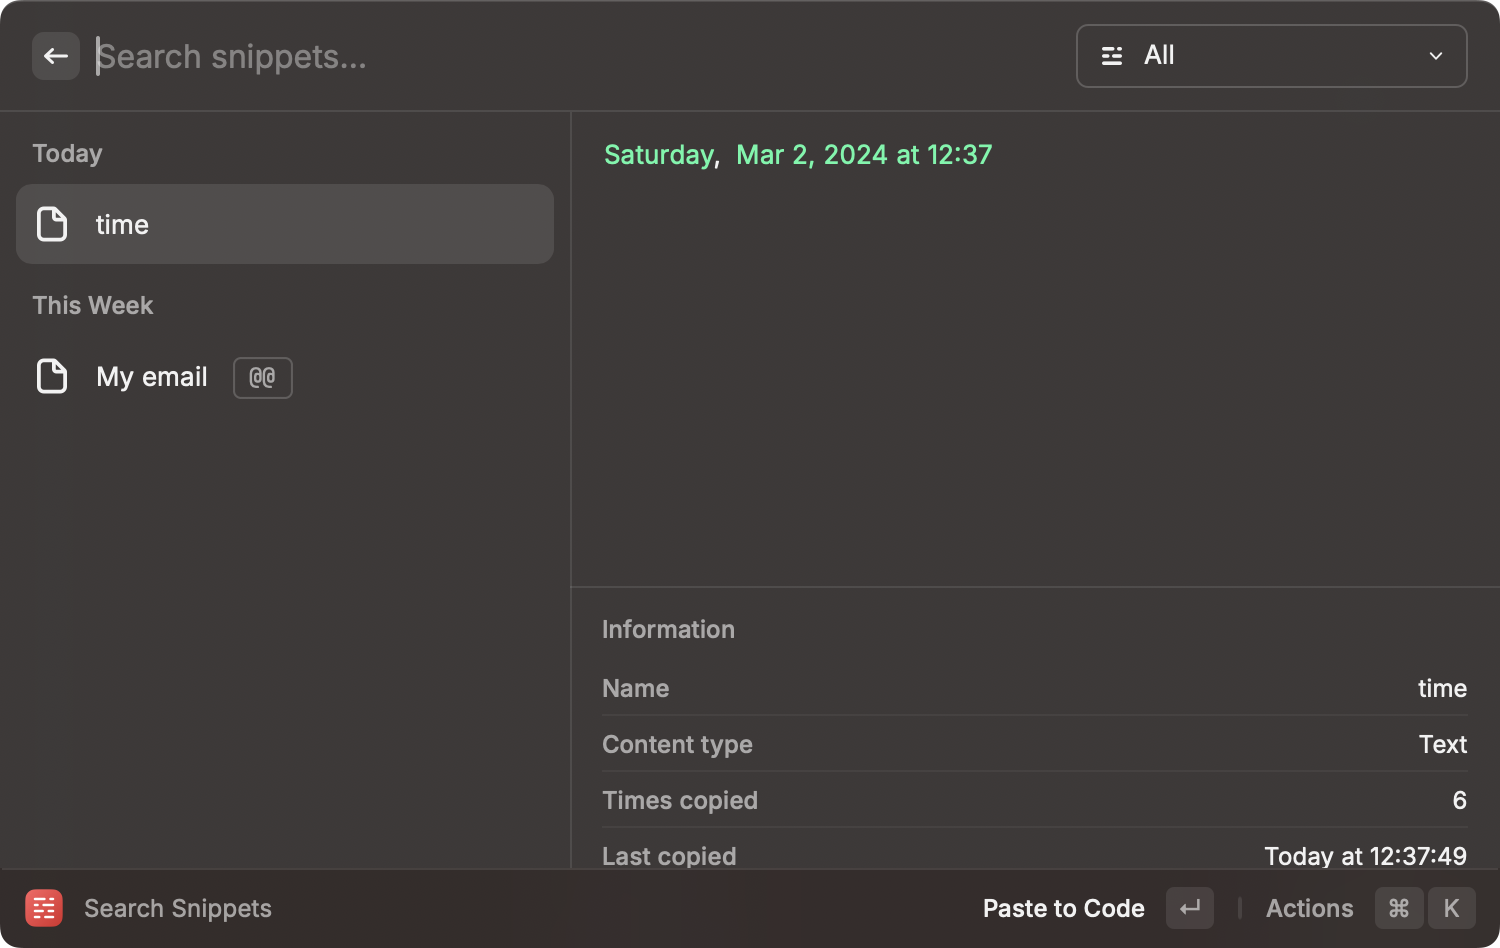 Search snippets...
All
Today
time
This Week
My email @@
Saturday, Mar 2, 2024 at 12:37
Information
Name time
Content type Text
Times copied 6
Last copied Today at 12:37:49
Search Snippets
Paste to Code
Actions ⌘ K